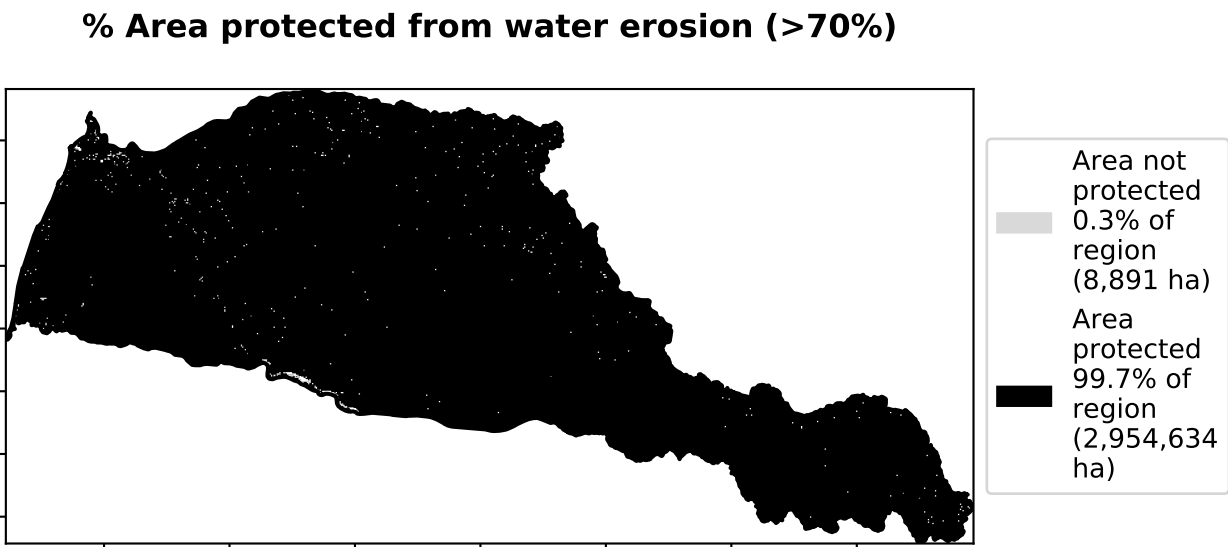 % Area protected from water erosion (>70%)
Area not
protected
0.3% of
region
(8,891 ha)
Area
protected
99.7% of
region
(2,954,634
ha)